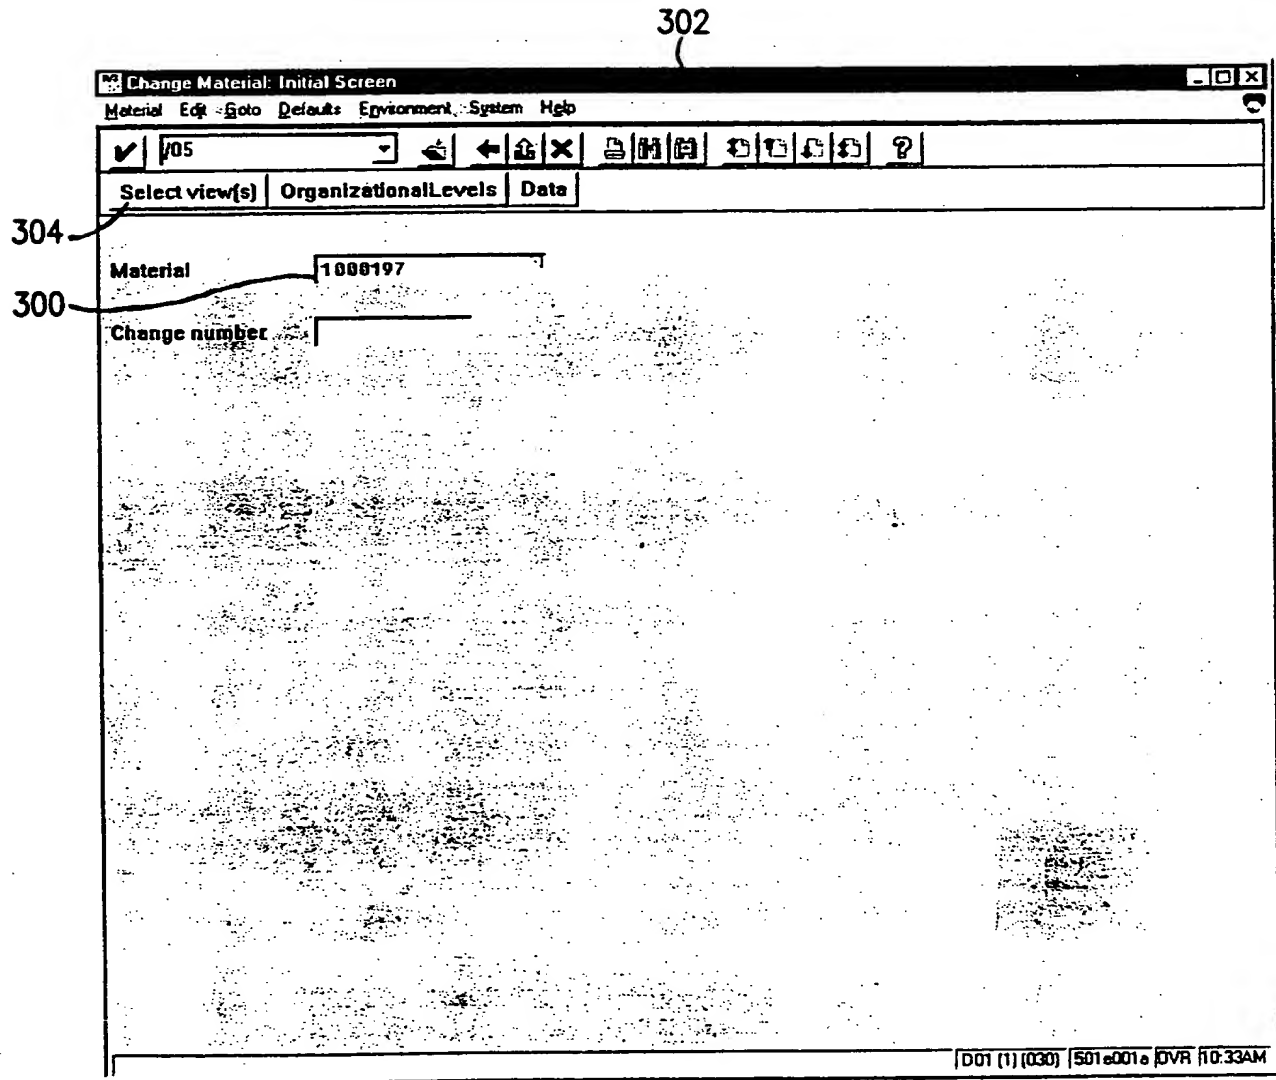 302
Change Material: Initial Screen
Material Edit Goto Defaults Environment System Help
/05
?
Select view(s) OrganizationalLevels Data
304
Material 1000197
300
Change number
D01 (1) (030) 501a001a OVR 10:33AM